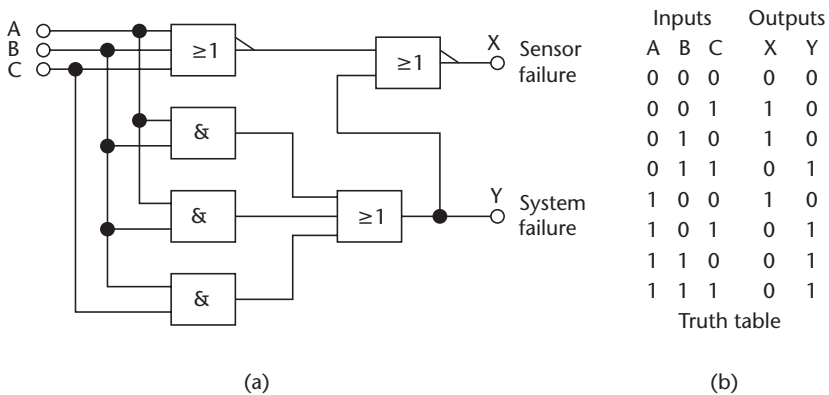 A
B
C
≥1
≥1
X
Sensor failure
&
&
&
≥1
Y
System failure
(a)
Inputs Outputs
A B C X Y
0 0 0 0 0
0 0 1 1 0
0 1 0 1 0
0 1 1 0 1
1 0 0 1 0
1 0 1 0 1
1 1 0 0 1
1 1 1 0 1
Truth table
(b)